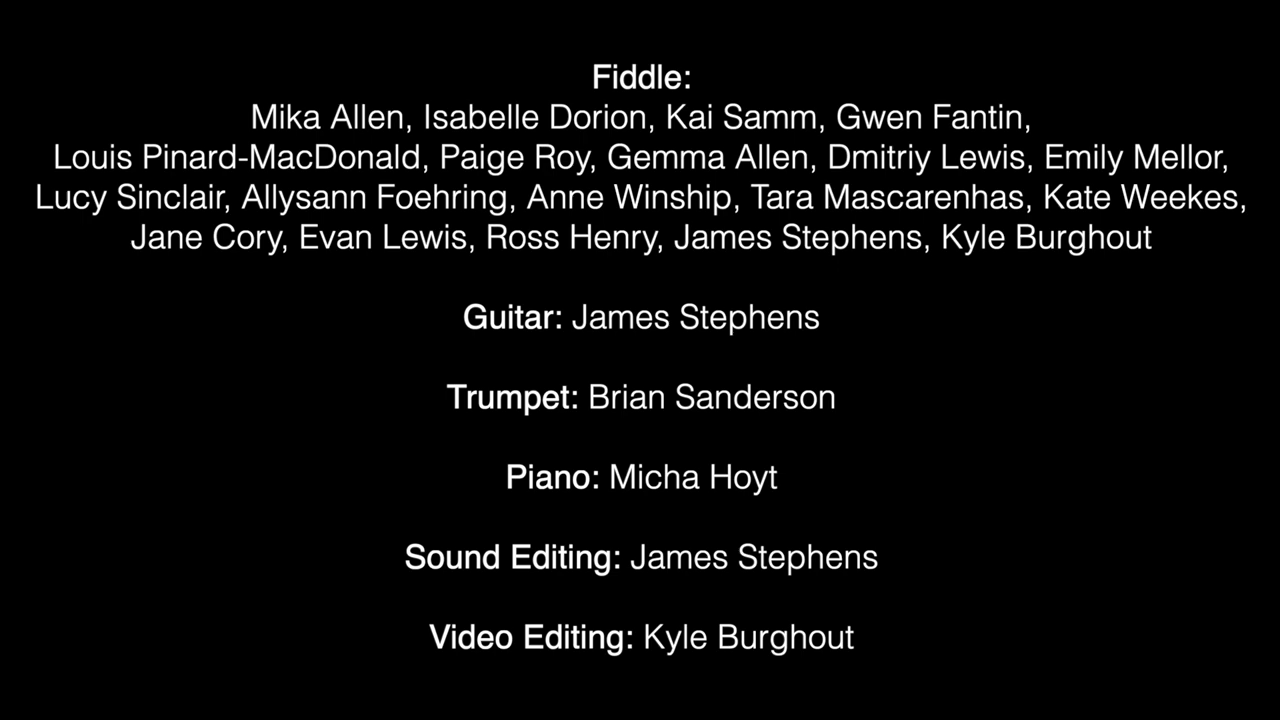 Fiddle:
Mika Allen, Isabelle Dorion, Kai Samm, Gwen Fantin,
Louis Pinard-MacDonald, Paige Roy, Gemma Allen, Dmitriy Lewis, Emily Mellor,
Lucy Sinclair, Allysann Foehring, Anne Winship, Tara Mascarenhas, Kate Weekes,
Jane Cory, Evan Lewis, Ross Henry, James Stephens, Kyle Burghout
Guitar: James Stephens
Trumpet: Brian Sanderson
Piano: Micha Hoyt
Sound Editing: James Stephens
Video Editing: Kyle Burghout